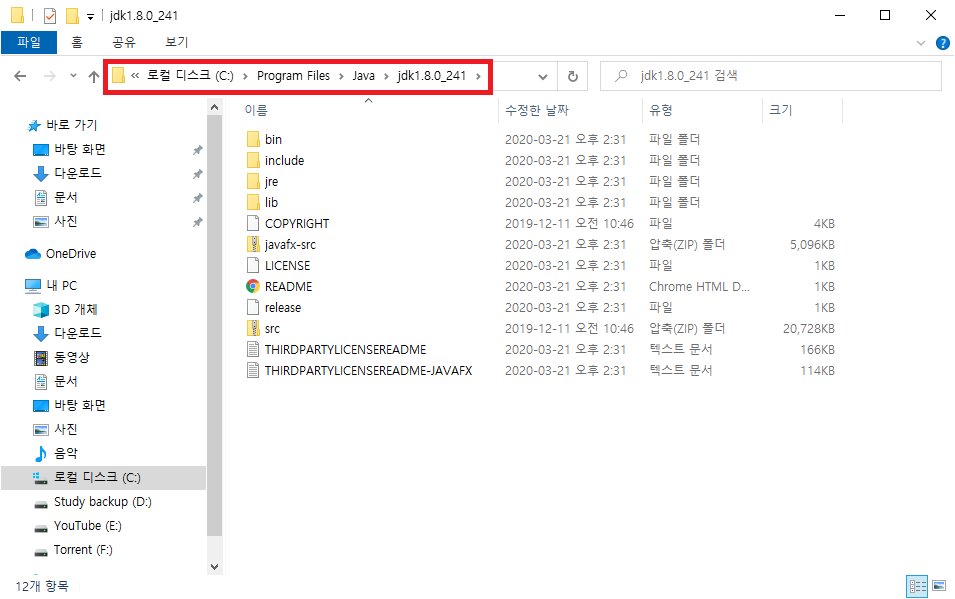 jdk1.8.0_241
파일 홈 공유 보기
« 로컬 디스크 (C:) > Program Files > Java > jdk1.8.0_241 >
jdk1.8.0_241 검색
바로 가기
바탕 화면
다운로드
문서
사진
OneDrive
내 PC
3D 개체
다운로드
동영상
문서
바탕 화면
사진
음악
로컬 디스크 (C:)
Study backup (D:)
YouTube (E:)
Torrent (F:)
이름 수정한 날짜 유형 크기
bin 2020-03-21 오후 2:31 파일 폴더
include 2020-03-21 오후 2:31 파일 폴더
jre 2020-03-21 오후 2:31 파일 폴더
lib 2020-03-21 오후 2:31 파일 폴더
COPYRIGHT 2019-12-11 오전 10:46 파일 4KB
javafx-src 2020-03-21 오후 2:31 압축(ZIP) 폴더 5,096KB
LICENSE 2020-03-21 오후 2:31 파일 1KB
README 2020-03-21 오후 2:31 Chrome HTML D... 1KB
release 2020-03-21 오후 2:31 파일 1KB
src 2019-12-11 오전 10:46 압축(ZIP) 폴더 20,728KB
THIRDPARTYLICENSEREADME 2020-03-21 오후 2:31 텍스트 문서 166KB
THIRDPARTYLICENSEREADME-JAVAFX 2020-03-21 오후 2:31 텍스트 문서 114KB
12개 항목